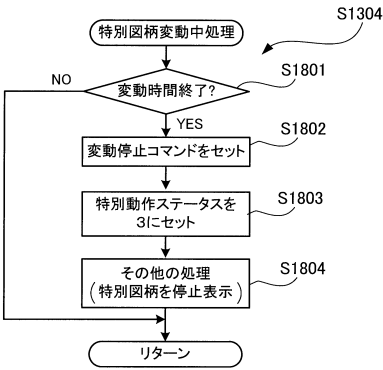 特別図柄変動中処理
S1304
NO
変動時間終了?
S1801
YES
変動停止コマンドをセット
S1802
特別動作ステータスを
3にセット
S1803
その他の処理
(特別図柄を停止表示)
S1804
リターン